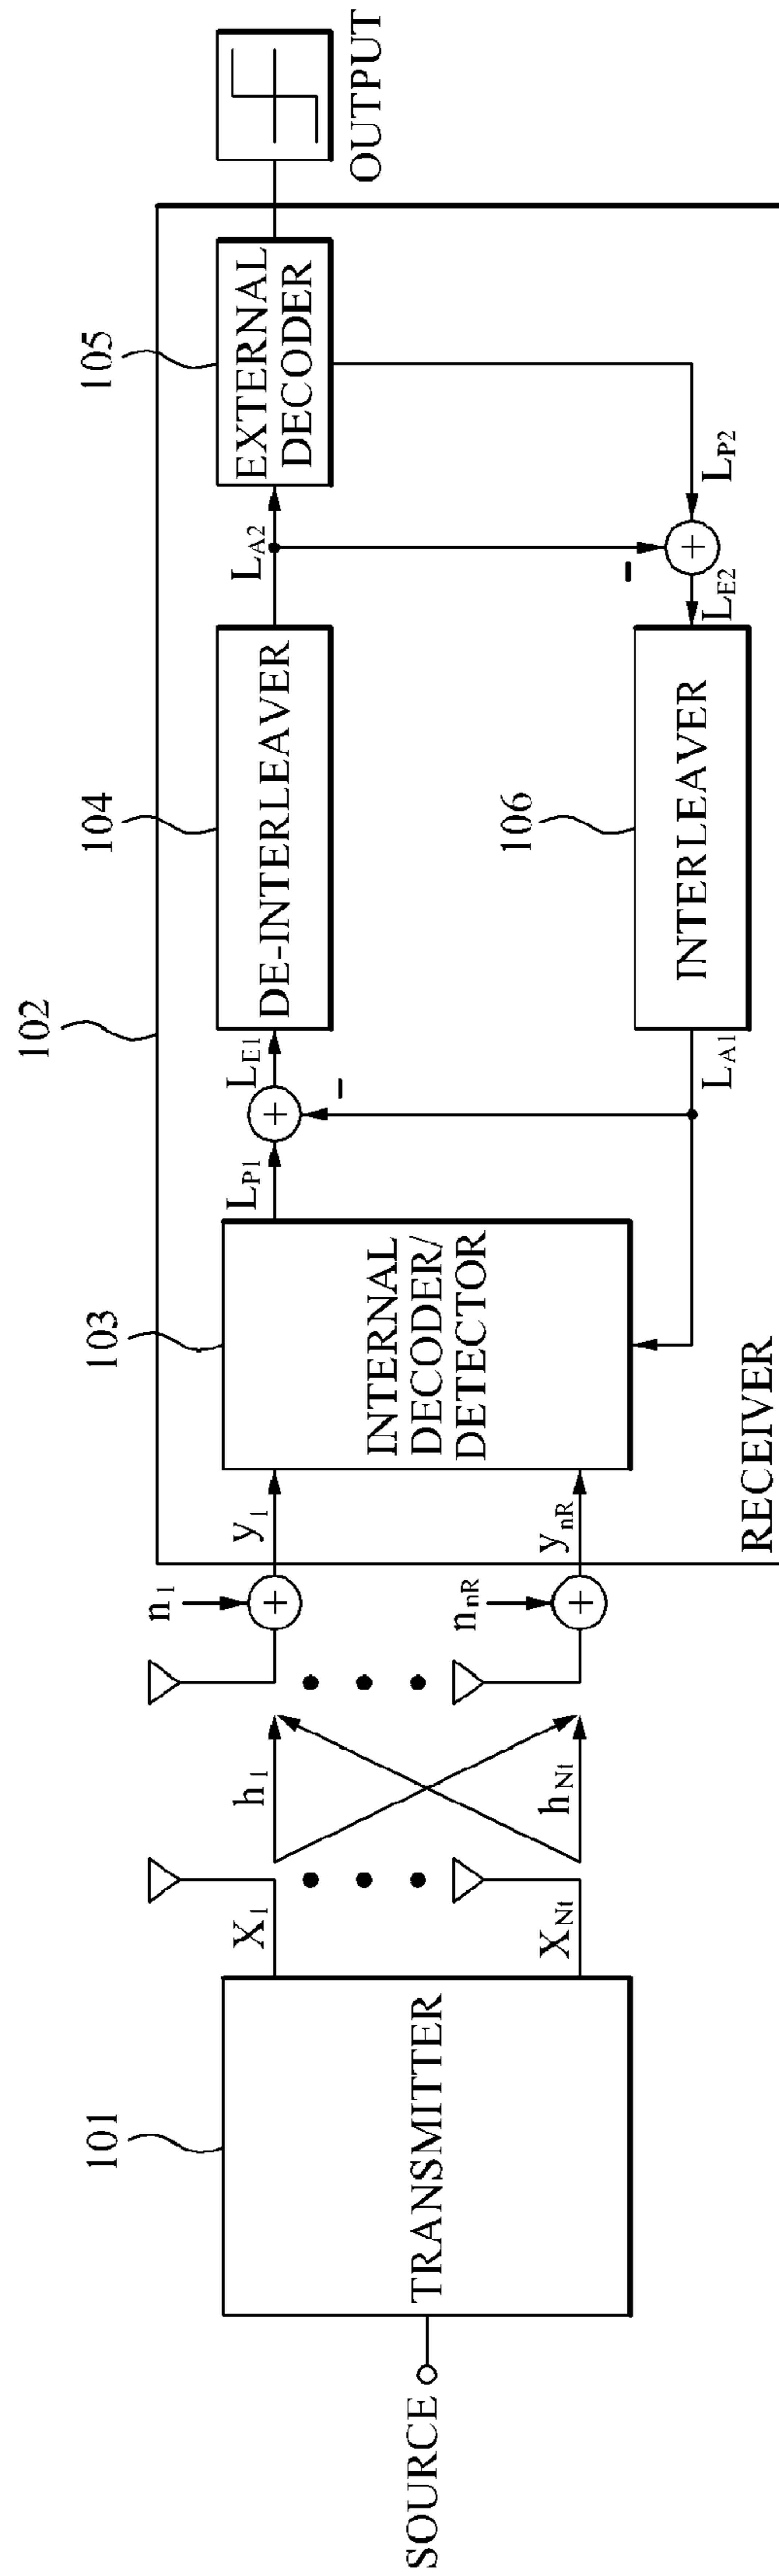 SOURCE
101
TRANSMITTER
X1
XNt
h1
hNt
n1
nnR
y1
ynR
102
RECEIVER
103
INTERNAL
DECODER/
DETECTOR
LP1
LE1
–
104
DE-INTERLEAVER
LA2
105
EXTERNAL
DECODER
OUTPUT
LP2
–
LE2
106
INTERLEAVER
LA1